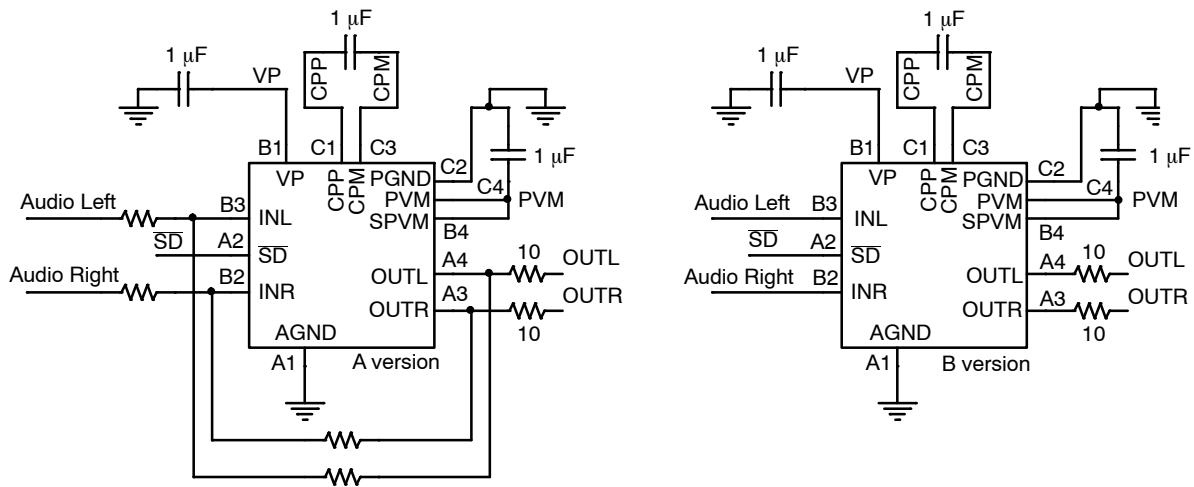 1 µF
1 µF
VP
CPP
CPM
B1
C1
C3
1 µF
VP
CPP
CPM
PGND
C2
C4
PVM
PVM
SPVM
B4
Audio Left
B3
INL
SD
A2
SD
Audio Right
B2
INR
OUTL
A4
10
OUTL
OUTR
A3
OUTR
10
AGND
A1
A version
1 µF
1 µF
VP
CPP
CPM
B1
C1
C3
1 µF
VP
CPP
CPM
PGND
C2
C4
PVM
PVM
SPVM
B4
Audio Left
B3
INL
SD
A2
SD
Audio Right
B2
INR
OUTL
A4
10
OUTL
OUTR
A3
OUTR
10
AGND
A1
B version